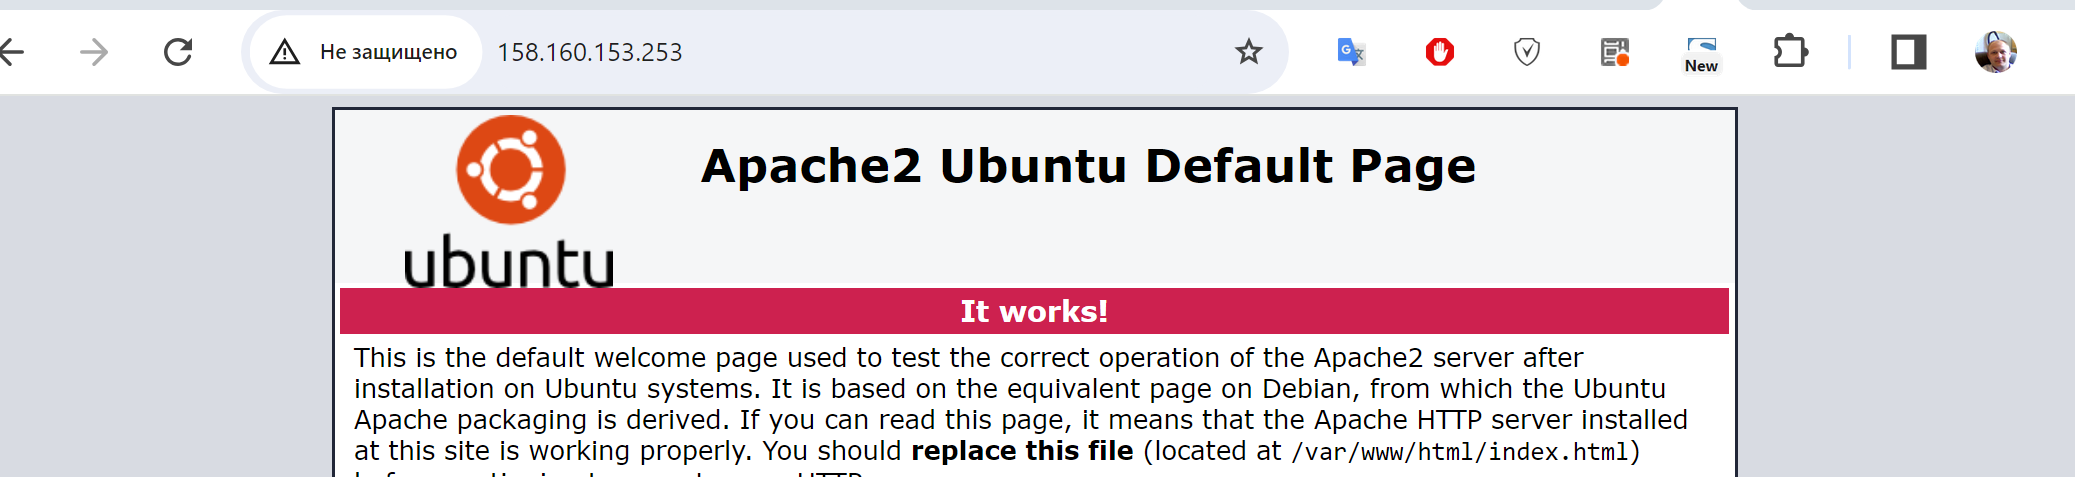 Не защищено 158.160.153.253
New
Apache2 Ubuntu Default Page
ubuntu
It works!
This is the default welcome page used to test the correct operation of the Apache2 server after
installation on Ubuntu systems. It is based on the equivalent page on Debian, from which the Ubuntu
Apache packaging is derived. If you can read this page, it means that the Apache HTTP server installed
at this site is working properly. You should replace this file (located at /var/www/html/index.html)